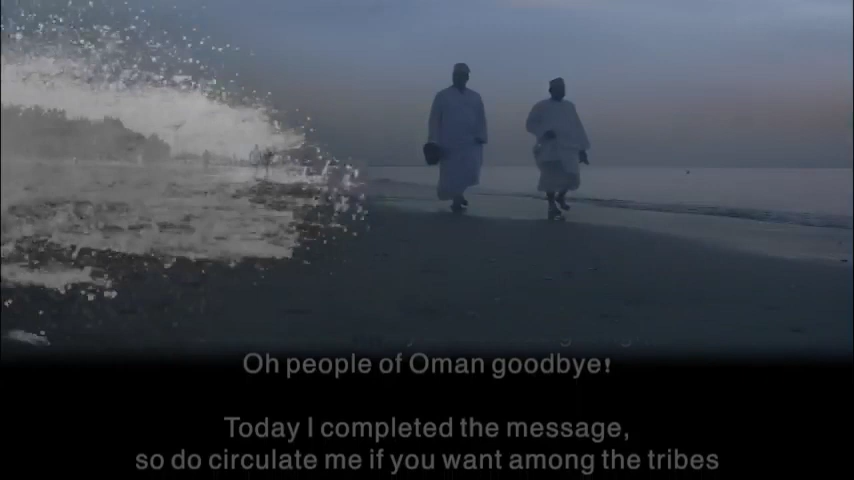 Oh people of Oman goodbye!
Today I completed the message,
so do circulate me if you want among the tribes